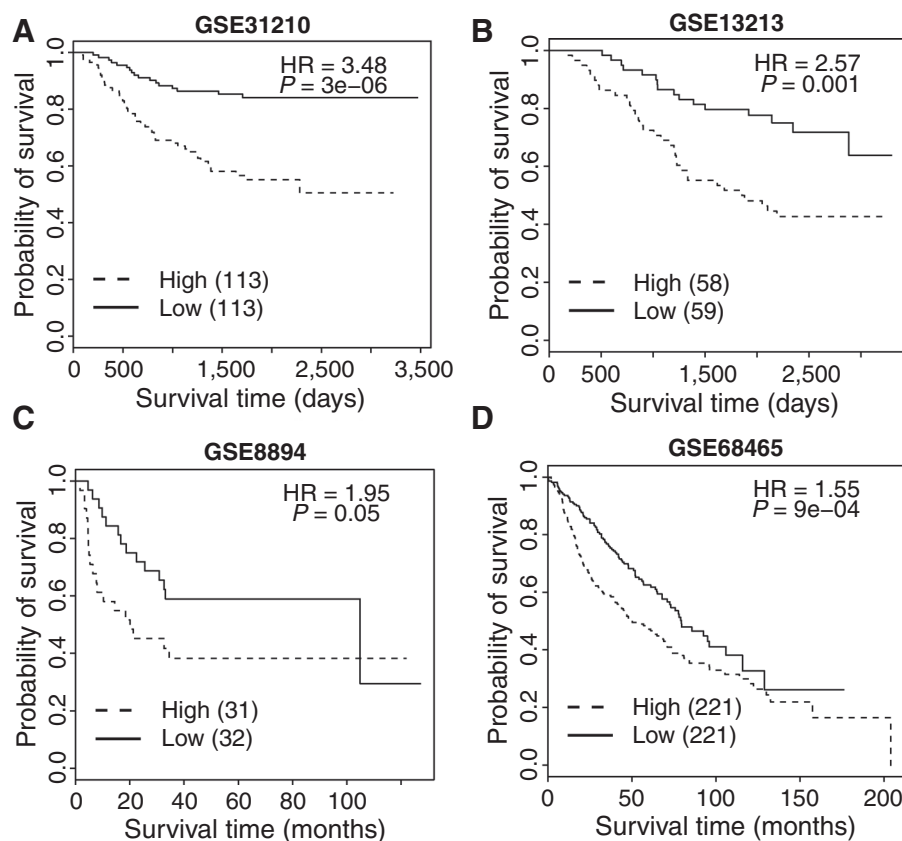 A
GSE31210
HR = 3.48
P = 3e−06
Probability of survival
1.0
0.8
0.6
0.4
0.2
0.0
High (113)
Low (113)
0 500 1,500 2,500 3,500
Survival time (days)
B
GSE13213
HR = 2.57
P = 0.001
Probability of survival
1.0
0.8
0.6
0.4
0.2
0.0
High (58)
Low (59)
0 500 1,500 2,500
Survival time (days)
C
GSE8894
HR = 1.95
P = 0.05
Probability of survival
1.0
0.8
0.6
0.4
0.2
0.0
High (31)
Low (32)
0 20 40 60 80 100
Survival time (months)
D
GSE68465
HR = 1.55
P = 9e−04
Probability of survival
1.0
0.8
0.6
0.4
0.2
0.0
High (221)
Low (221)
0 50 100 150 200
Survival time (months)